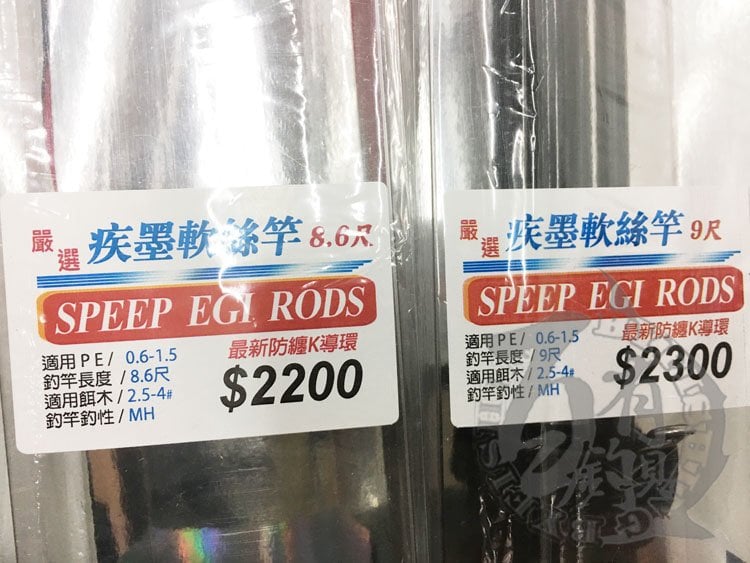 嚴選 疾墨軟絲竿 8.6尺
SPEEP EGI RODS
適用PE/ 0.6-1.5
釣竿長度/8.6尺
適用餌木/2.5-4#
釣竿釣性/MH
最新防纏K導環
$2200
嚴選 疾墨軟絲竿 9尺
SPEEP EGI RODS
適用PE/ 0.6-1.5
釣竿長度/9尺
適用餌木/2.5-4#
釣竿釣性/MH
最新防纏K導環
$2300